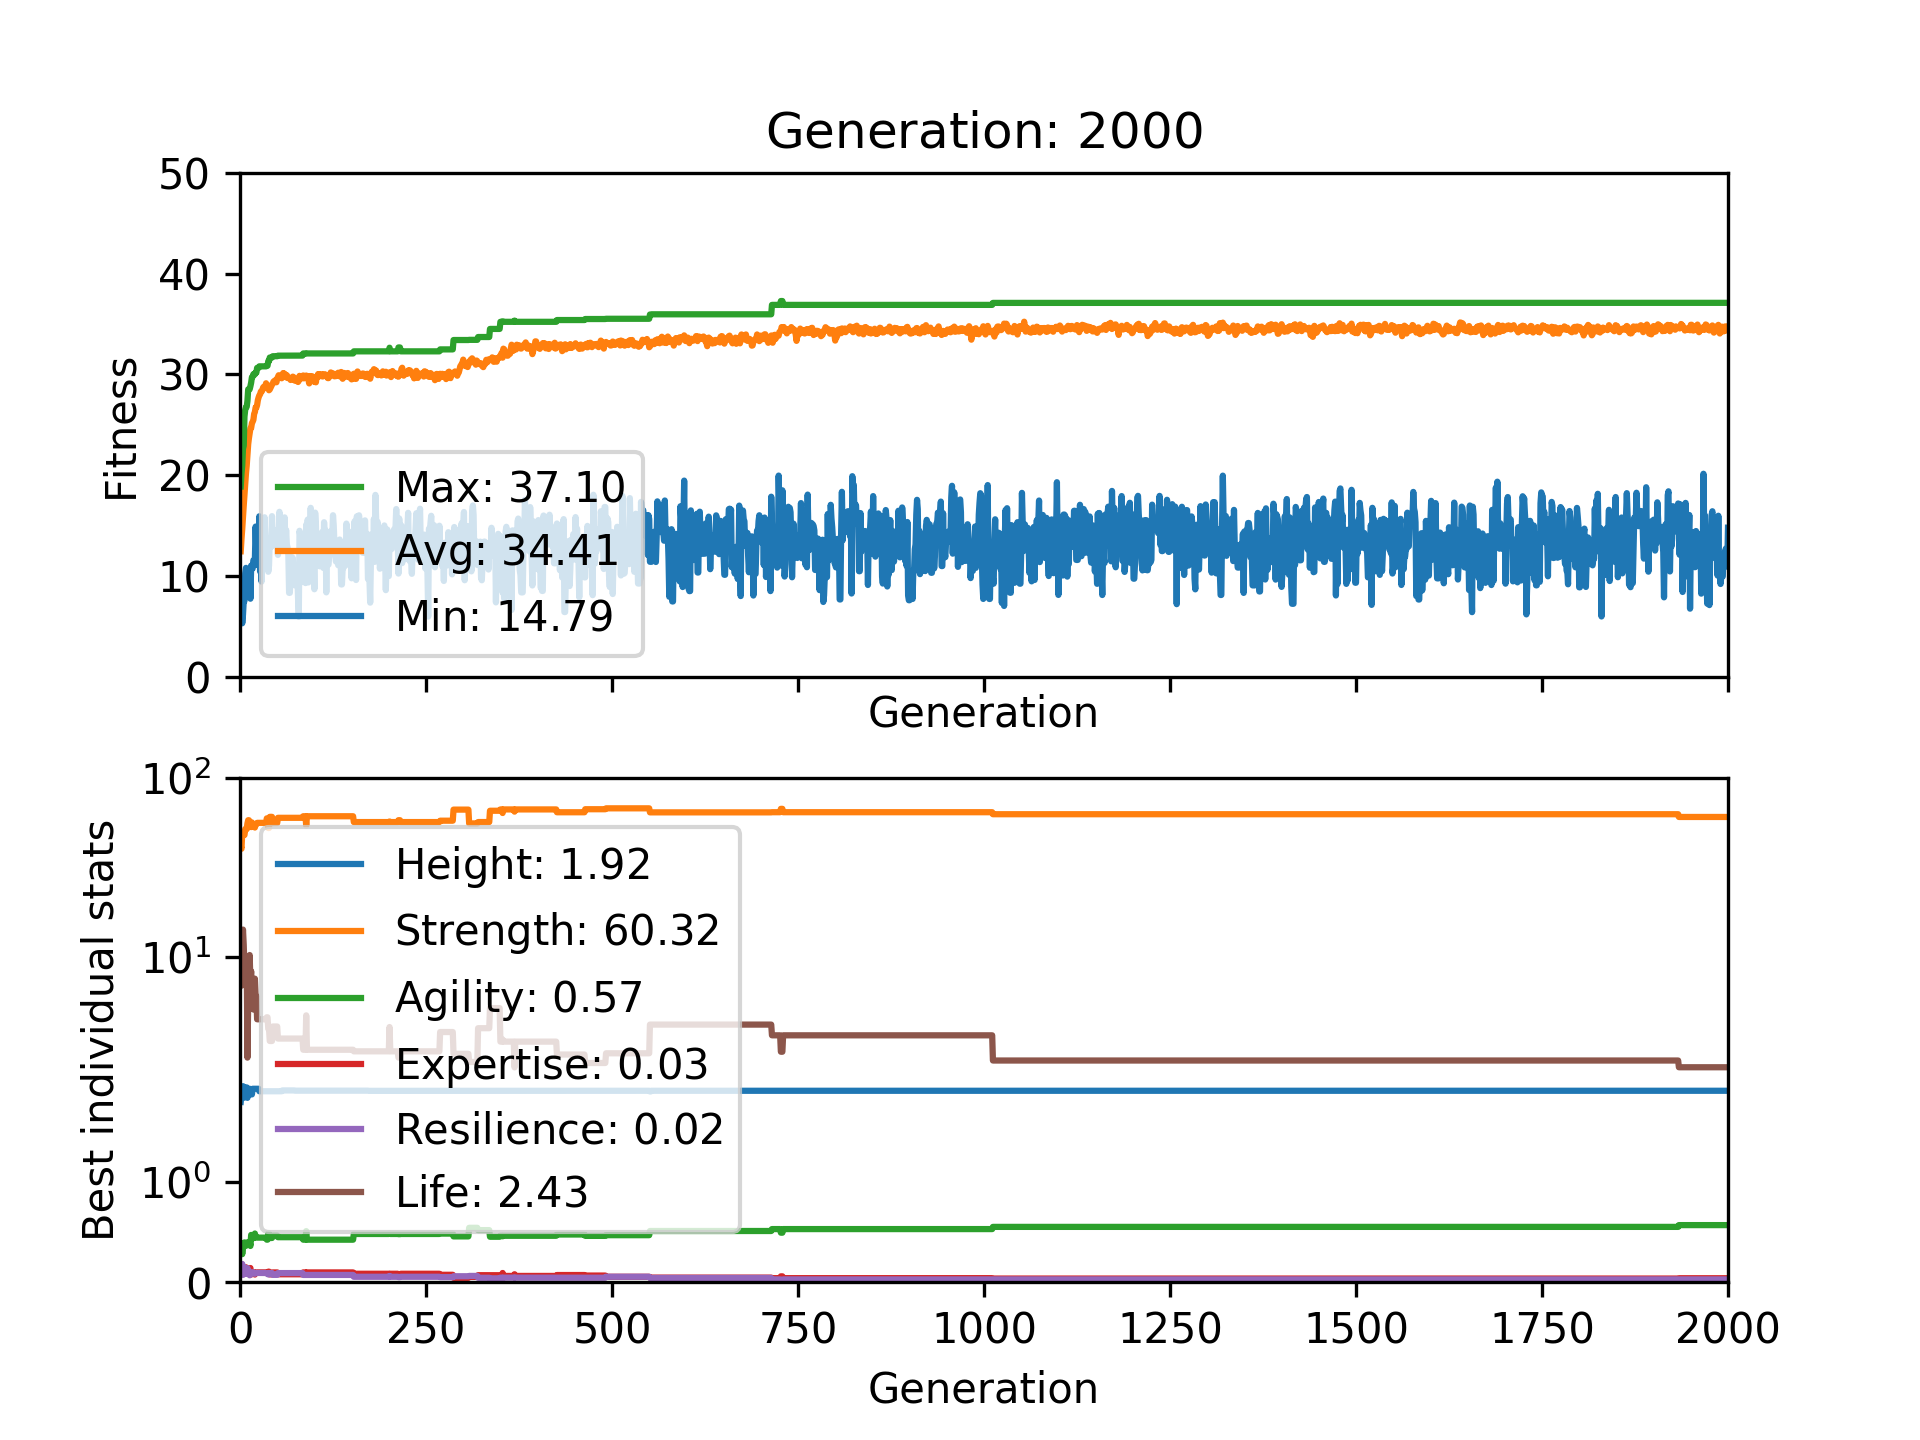 Generation: 2000
50
40
30
20
10
0
Fitness
Max: 37.10
Avg: 34.41
Min: 14.79
Generation
10²
10¹
10⁰
0
Best individual stats
Height: 1.92
Strength: 60.32
Agility: 0.57
Expertise: 0.03
Resilience: 0.02
Life: 2.43
0 250 500 750 1000 1250 1500 1750 2000
Generation